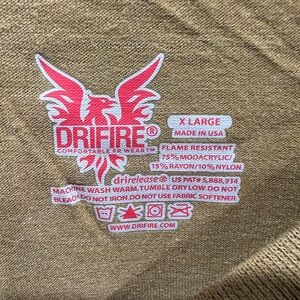 DRIFIRE®
COMFORTABLE FR WEAR™
X LARGE
MADE IN USA
FLAME RESISTANT
75% MODACRYLIC/
15% RAYON/10% NYLON
drirelease® US PAT# 5,888,914
MACHINE WASH WARM. TUMBLE DRY LOW. DO NOT
BLEACH. DO NOT IRON. DO NOT USE FABRIC SOFTENER.
WWW.DRIFIRE.COM